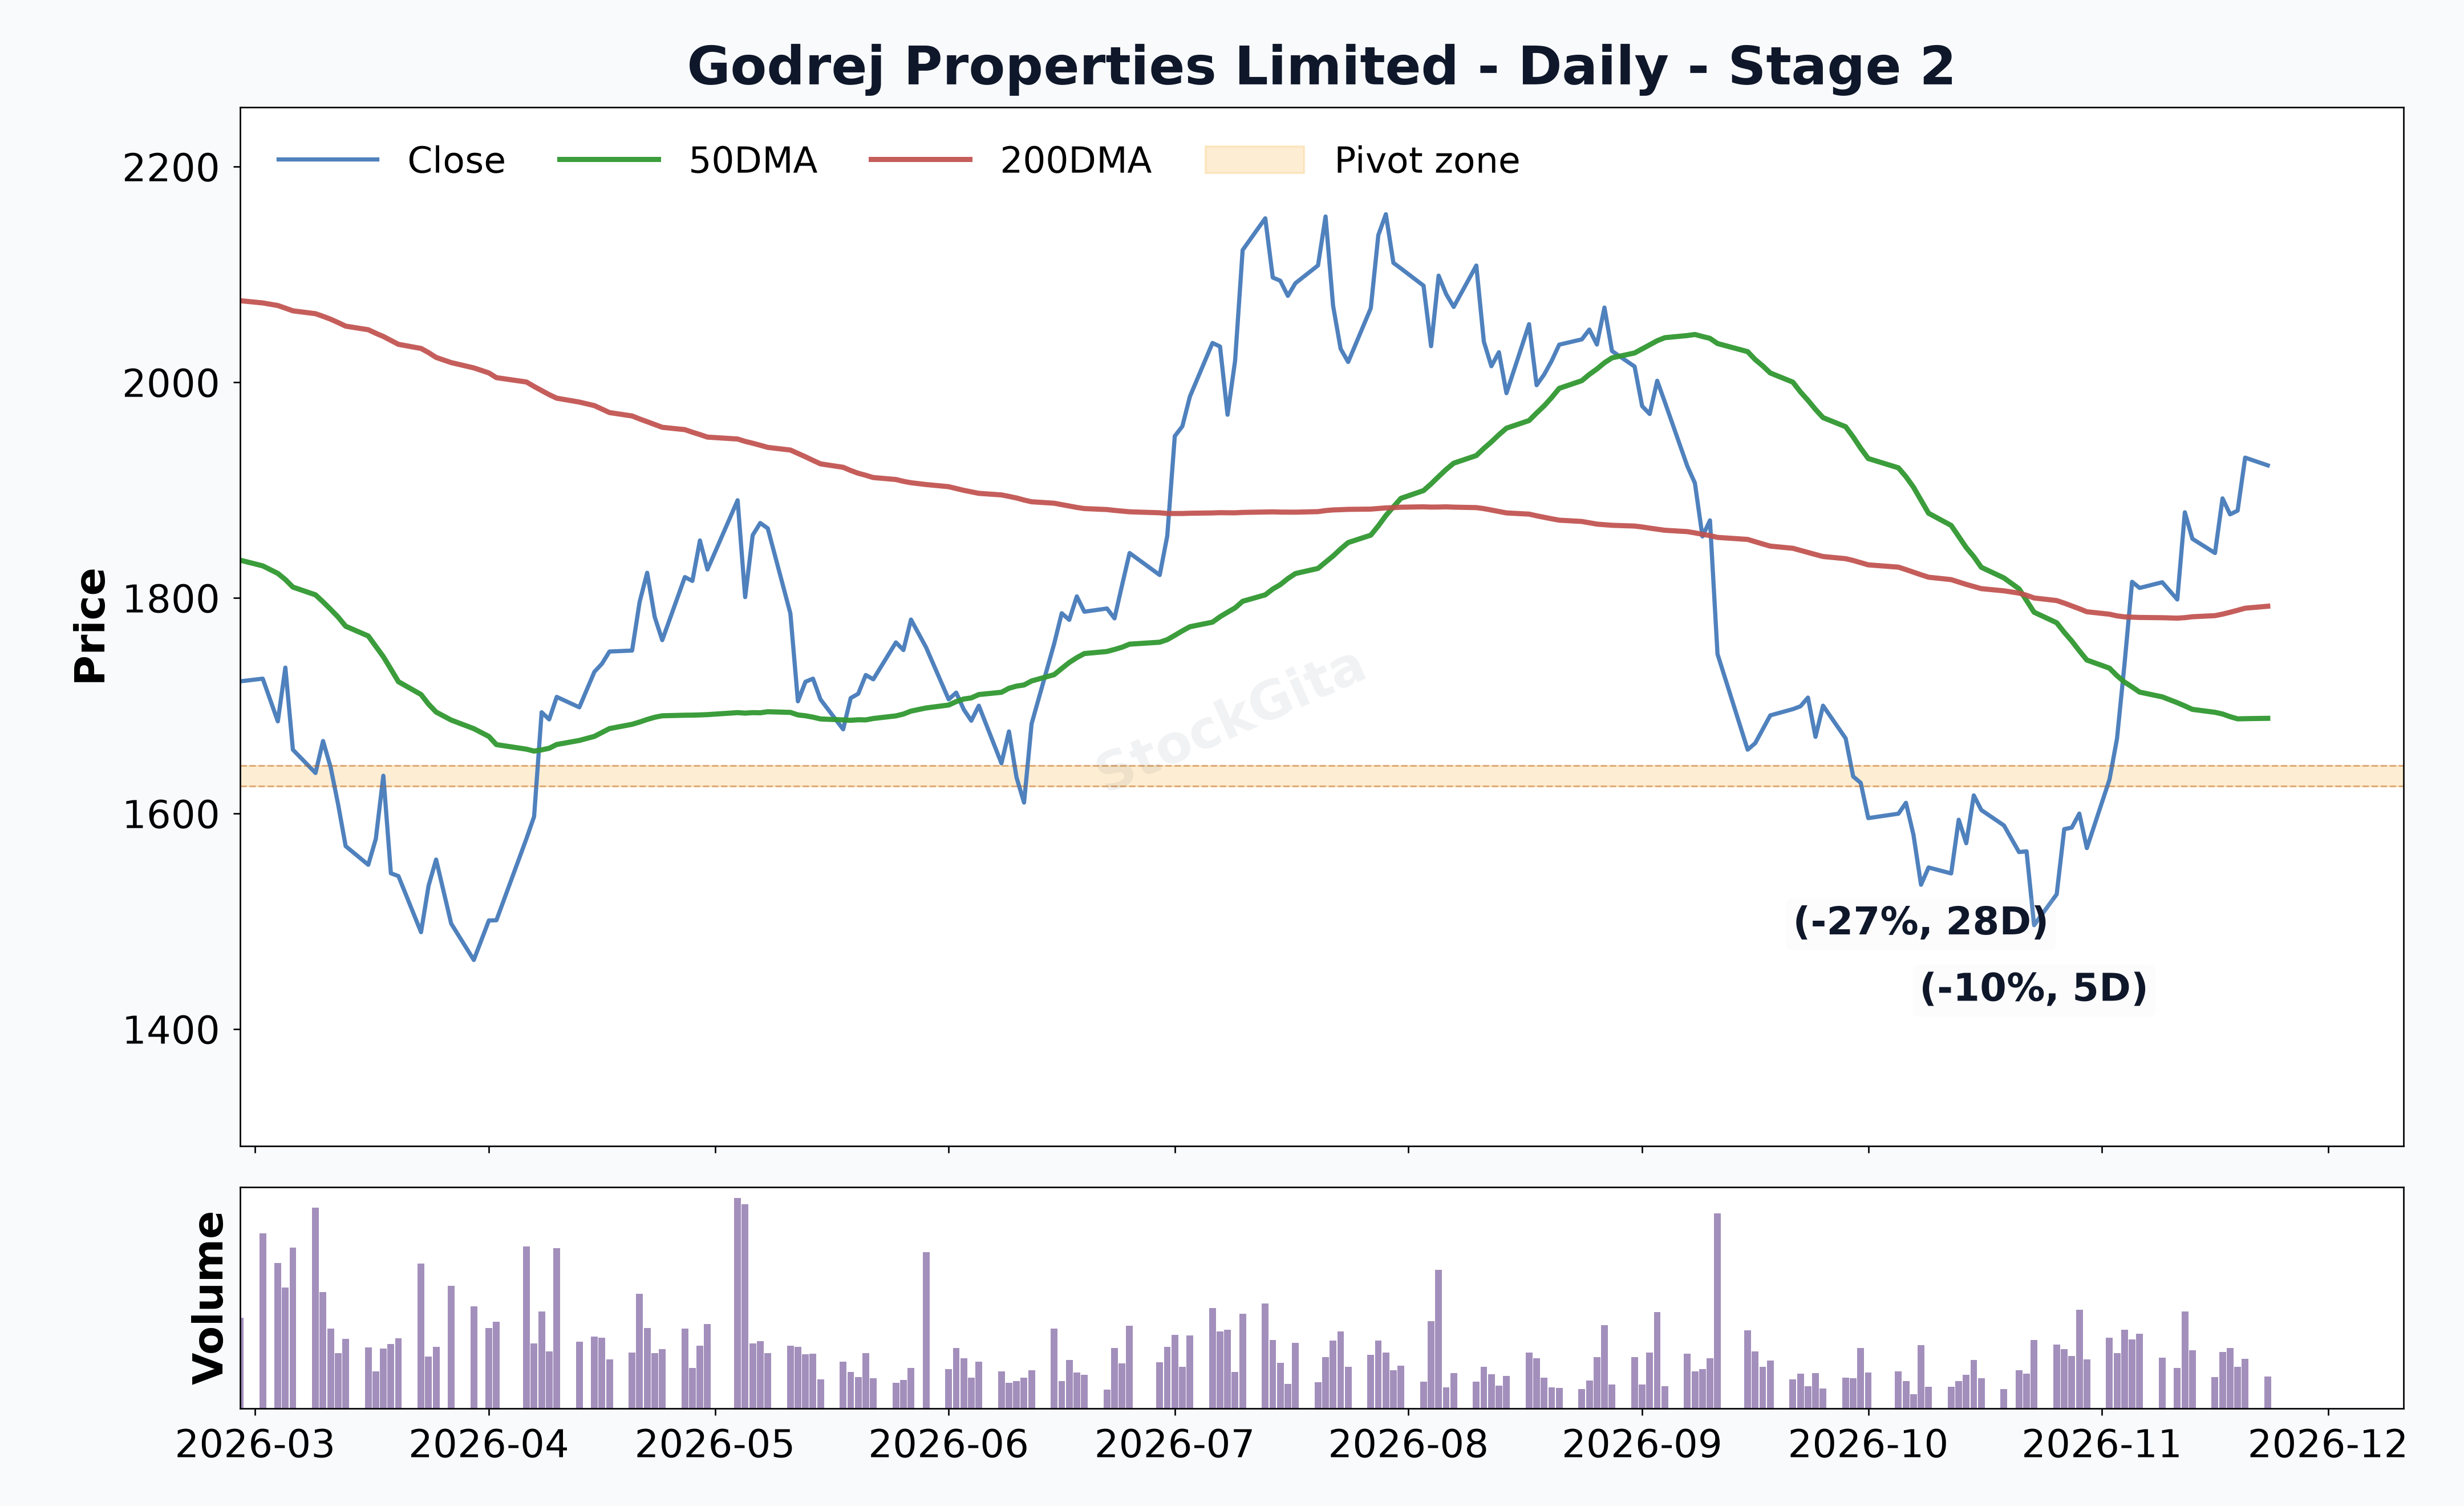 Godrej Properties Limited - Daily - Stage 2
Close 50DMA 200DMA Pivot zone
Price
2200
2000
1800
1600
1400
StockGita
(-27%, 28D)
(-10%, 5D)
Volume
2026-03 2026-04 2026-05 2026-06 2026-07 2026-08 2026-09 2026-10 2026-11 2026-12